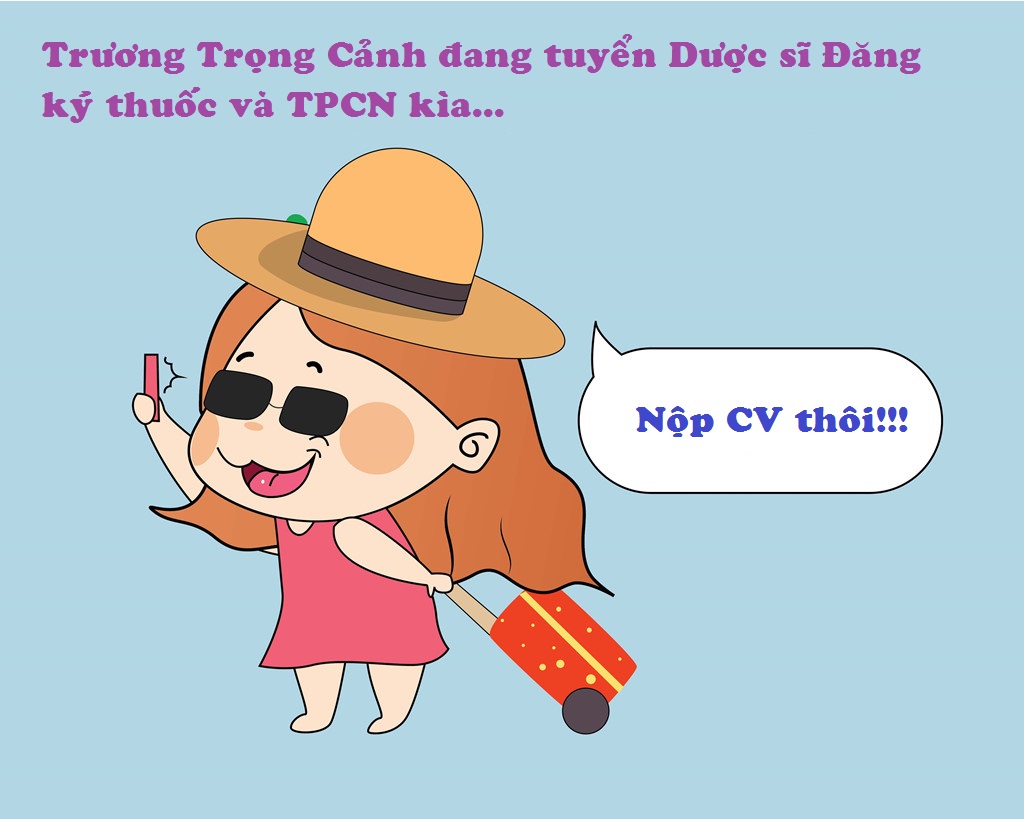 Trương Trọng Cảnh đang tuyển Dược sĩ Đăng
ký thuốc và TPCN kìa...
Nộp CV thôi!!!